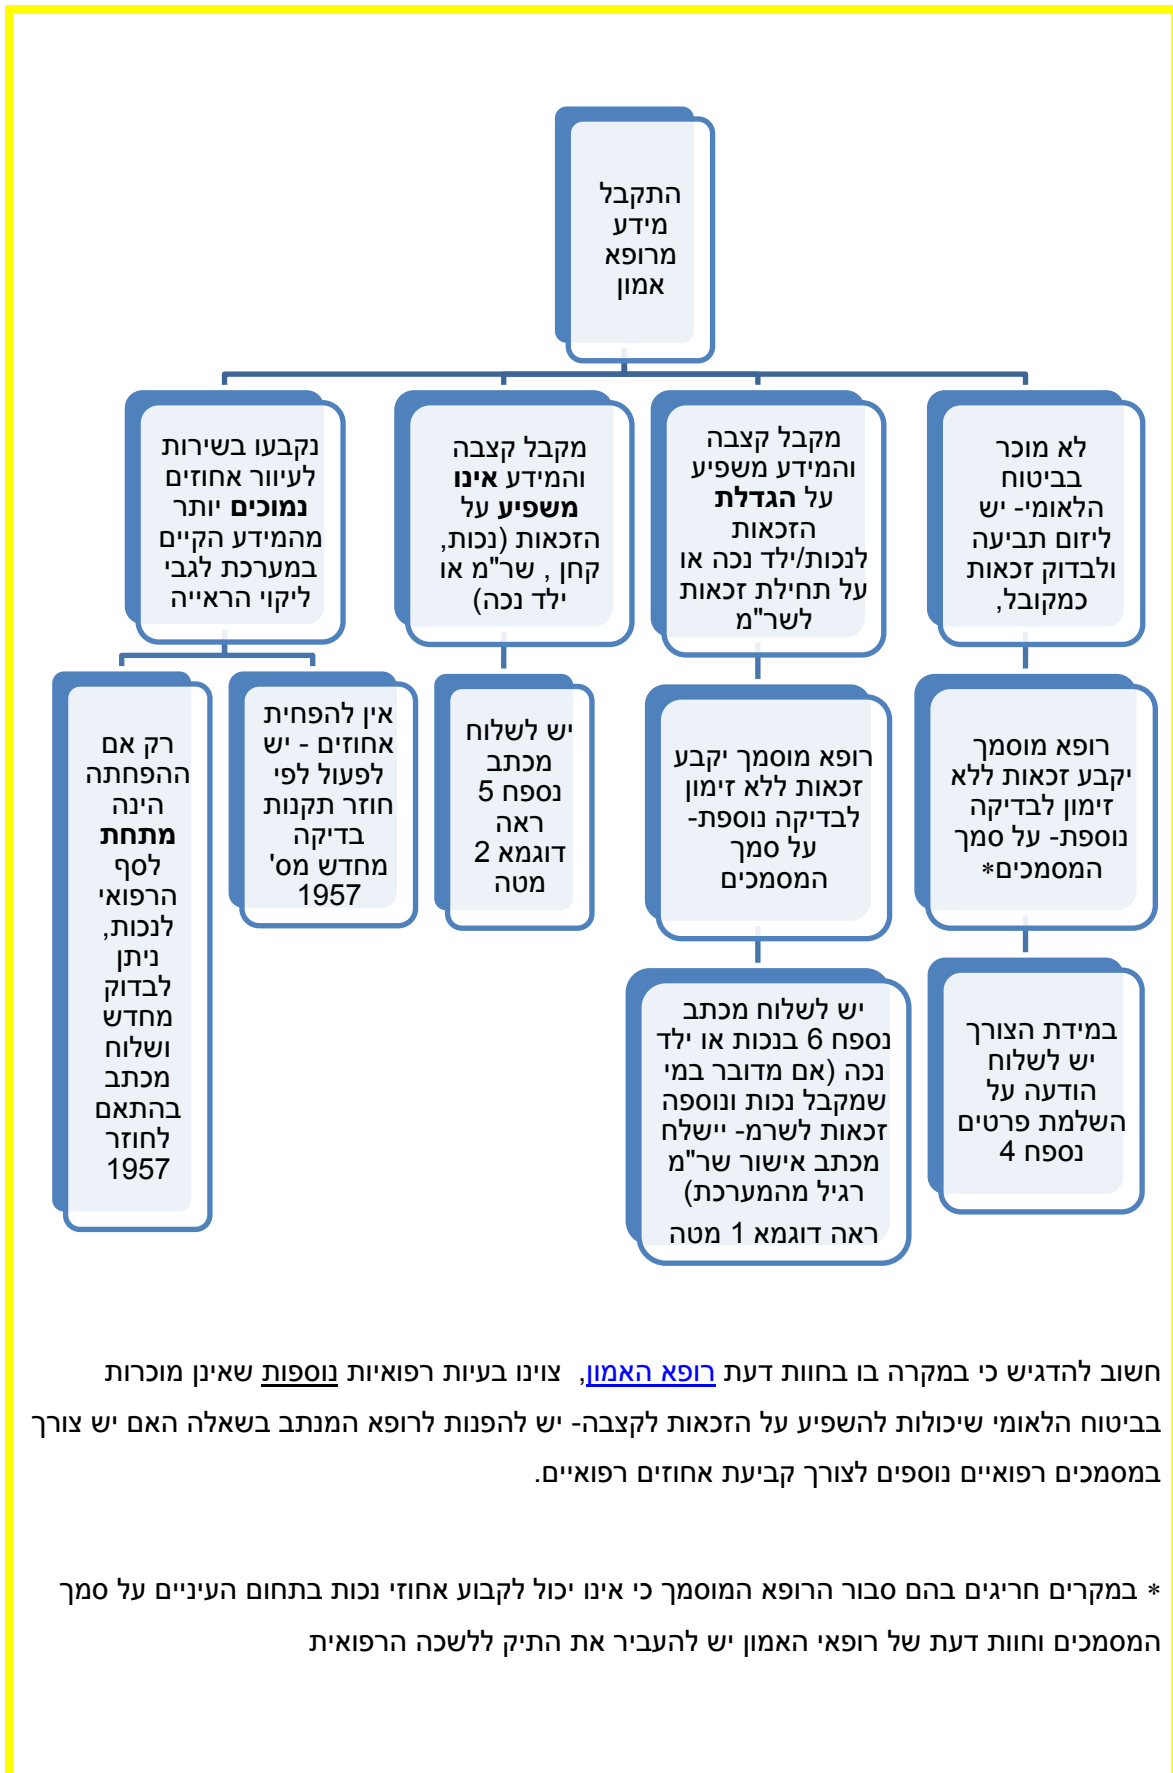 התקבל
מידע
מרופא
אמון
לא מוכר
בביטוח
הלאומי- יש
ליזום תביעה
ולבדוק זכאות
כמקובל,
רופא מוסמך
יקבע זכאות ללא
זימון לבדיקה
נוספת- על סמך
המסמכים*
במידת הצורך
יש לשלוח
הודעה על
השלמת פרטים
נספח 4
מקבל קצבה
והמידע משפיע
על הגדלת
הזכאות
לנכות/ילד נכה או
על תחילת זכאות
לשר"מ
רופא מוסמך יקבע
זכאות ללא זימון
לבדיקה נוספת-
על סמך
המסמכים
יש לשלוח מכתב
נספח 6 בנכות או ילד
נכה (אם מדובר במי
שמקבל נכות ונוספה
זכאות לשרמ- יישלח
מכתב אישור שר"מ
רגיל מהמערכת)
ראה דוגמא 1 מטה
מקבל קצבה
והמידע אינו
משפיע על
הזכאות (נכות,
קחן , שר"מ או
ילד נכה)
יש לשלוח
מכתב
נספח 5
ראה
דוגמא 2
מטה
נקבעו בשירות
לעיוור אחוזים
נמוכים יותר
מהמידע הקיים
במערכת לגבי
ליקוי הראייה
אין להפחית
אחוזים - יש
לפעול לפי
חוזר תקנות
בדיקה
מחדש מס'
1957
רק אם
ההפחתה
הינה
מתחת
לסף
הרפואי
לנכות,
ניתן
לבדוק
מחדש
ושלוח
מכתב
בהתאם
לחוזר
1957
חשוב להדגיש כי במקרה בו בחוות דעת רופא האמון, צוינו בעיות רפואיות נוספות שאינן מוכרות
בביטוח הלאומי שיכולות להשפיע על הזכאות לקצבה- יש להפנות לרופא המנתב בשאלה האם יש צורך
במסמכים רפואיים נוספים לצורך קביעת אחוזים רפואיים.
* במקרים חריגים בהם סבור הרופא המוסמך כי אינו יכול לקבוע אחוזי נכות בתחום העיניים על סמך
המסמכים וחוות דעת של רופאי האמון יש להעביר את התיק ללשכה הרפואית